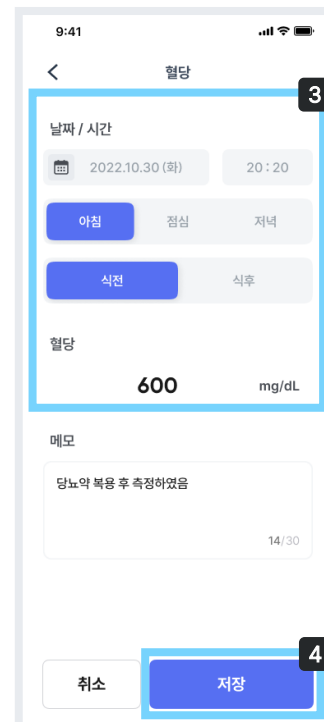 9:41
혈당
3
날짜 / 시간
2022.10.30 (화) 20 : 20
아침 점심 저녁
식전 식후
혈당
600 mg/dL
메모
당뇨약 복용 후 측정하였음
14/30
4
취소 저장